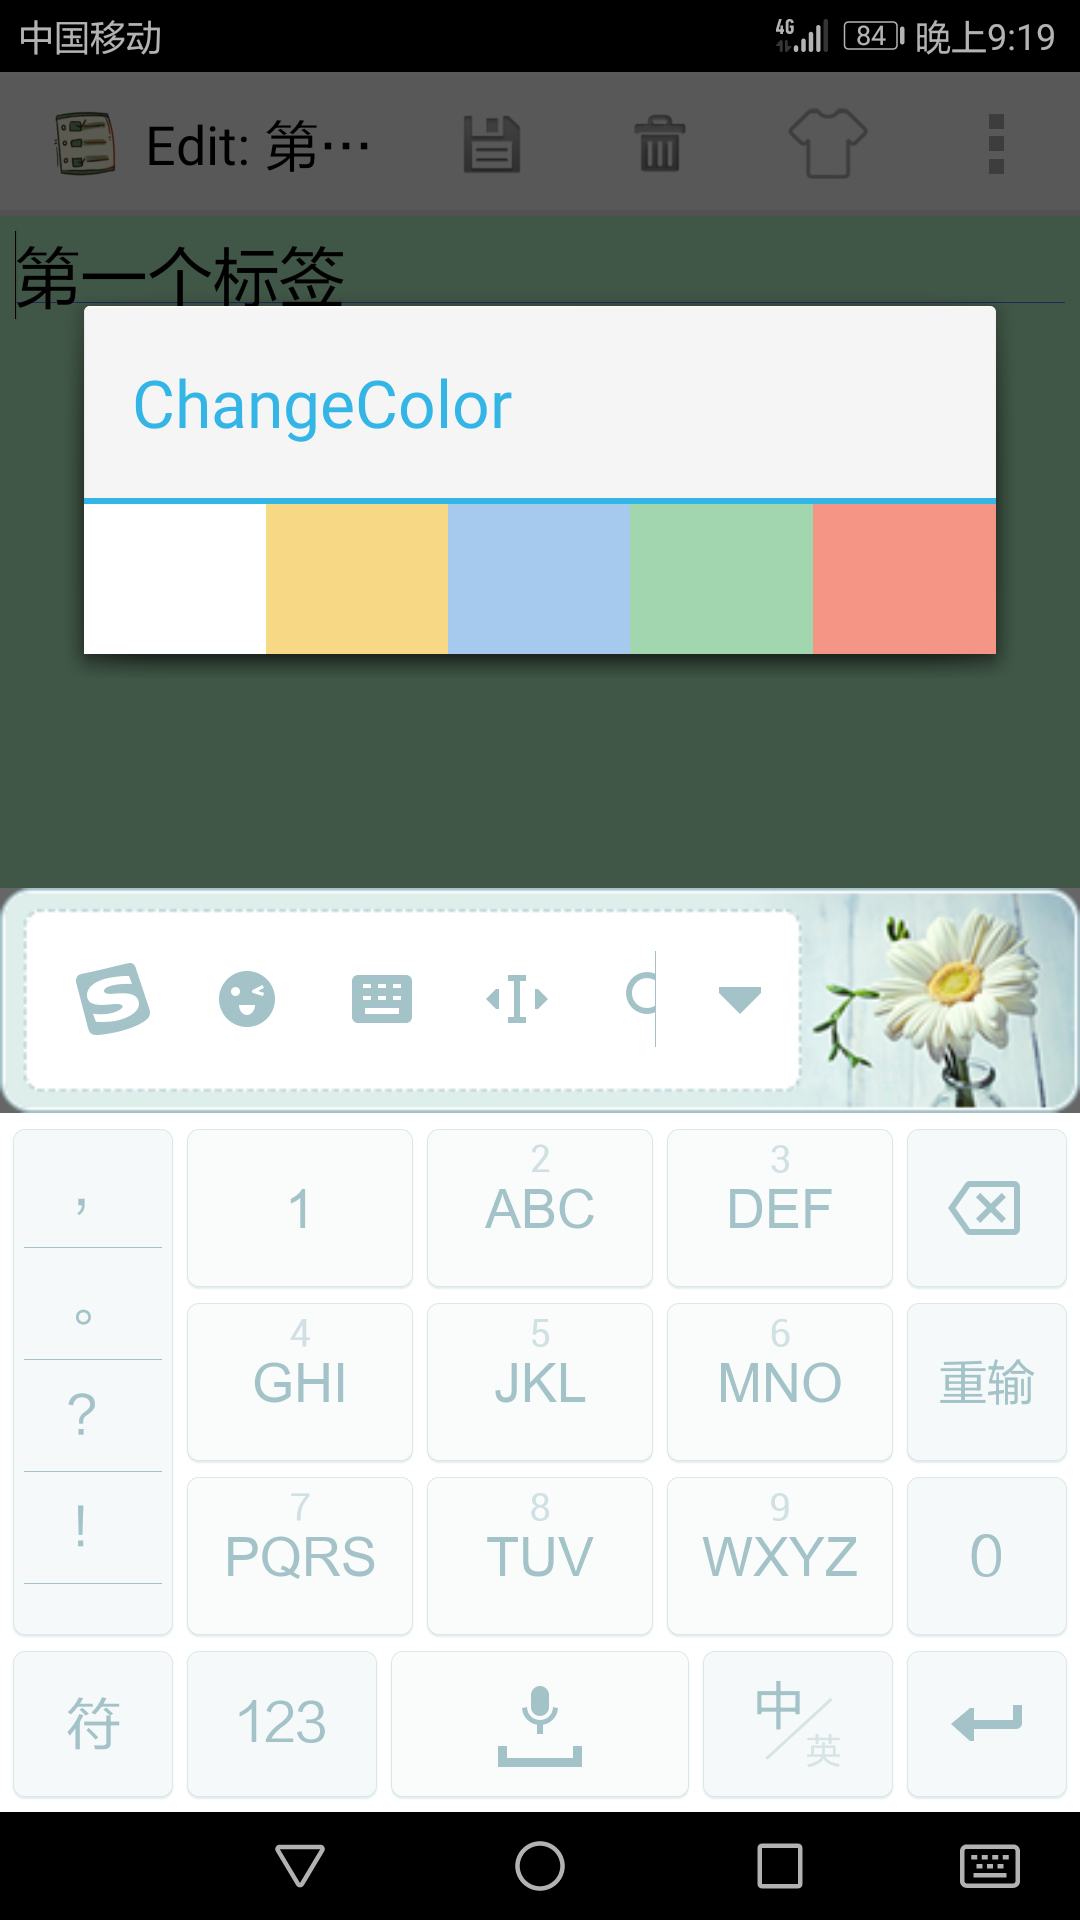 中国移动 4G 84 晚上9:19
Edit: 第…
第一个标签
ChangeColor
, 1 2 ABC 3 DEF
。 4 GHI 5 JKL 6 MNO 重输
? 7 PQRS 8 TUV 9 WXYZ 0
!
符 123 中/英